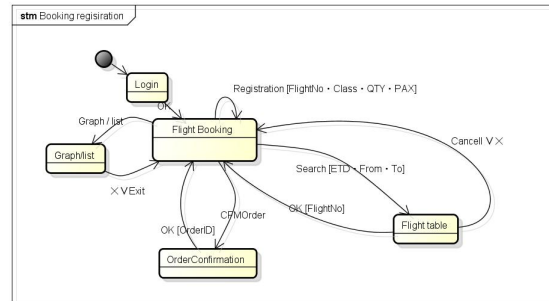 stm Booking regisiration
Login
OK
Registration [FlightNo・Class・QTY・PAX]
Graph / list
Flight Booking
Cancell V ×
Graph/list
Search [ETD・From・To]
× V Exit
OK [FlightNo]
CFMOrder
Flight table
OK [OrderID]
OrderConfirmation